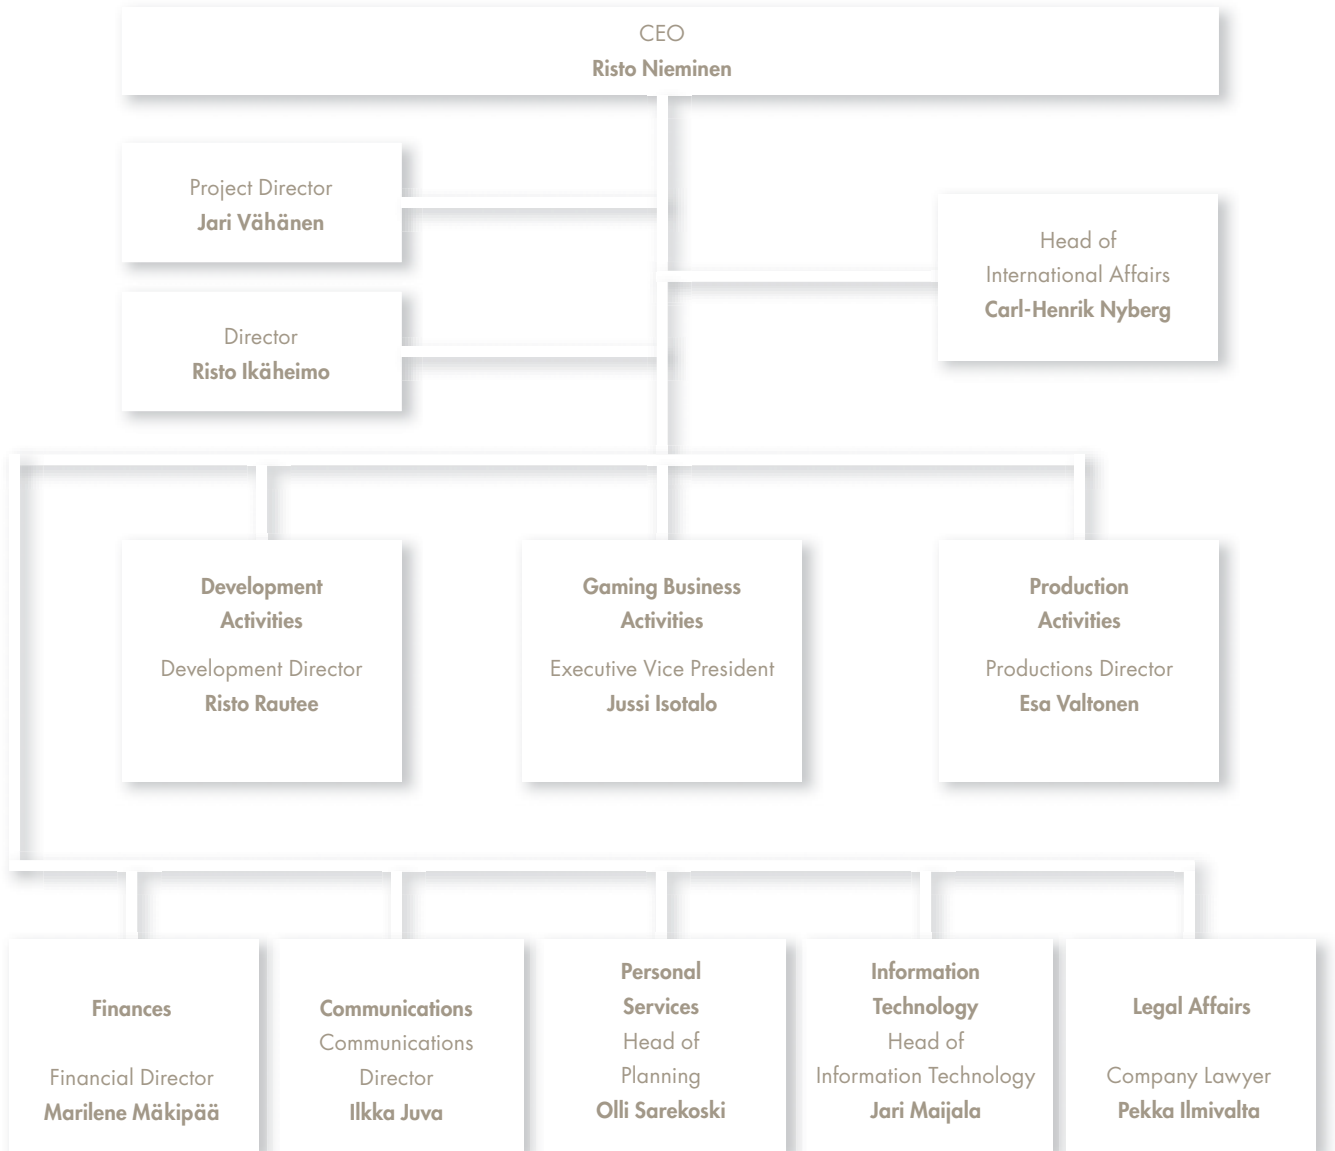 CEO
Risto Nieminen
Project Director
Jari Vähänen
Head of
International Affairs
Carl-Henrik Nyberg
Director
Risto Ikäheimo
Development
Activities
Development Director
Risto Rautee
Gaming Business
Activities
Executive Vice President
Jussi Isotalo
Production
Activities
Productions Director
Esa Valtonen
Finances
Financial Director
Marilene Mäkipää
Communications
Communications
Director
Ilkka Juva
Personal
Services
Head of
Planning
Olli Sarekoski
Information
Technology
Head of
Information Technology
Jari Maijala
Legal Affairs
Company Lawyer
Pekka Ilmivalta